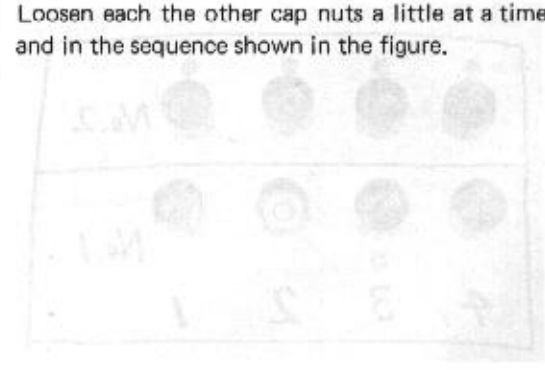 Loosen each the other cap nuts a little at a time
and in the sequence shown in the figure.
No.2
No.1
1 2 3 4